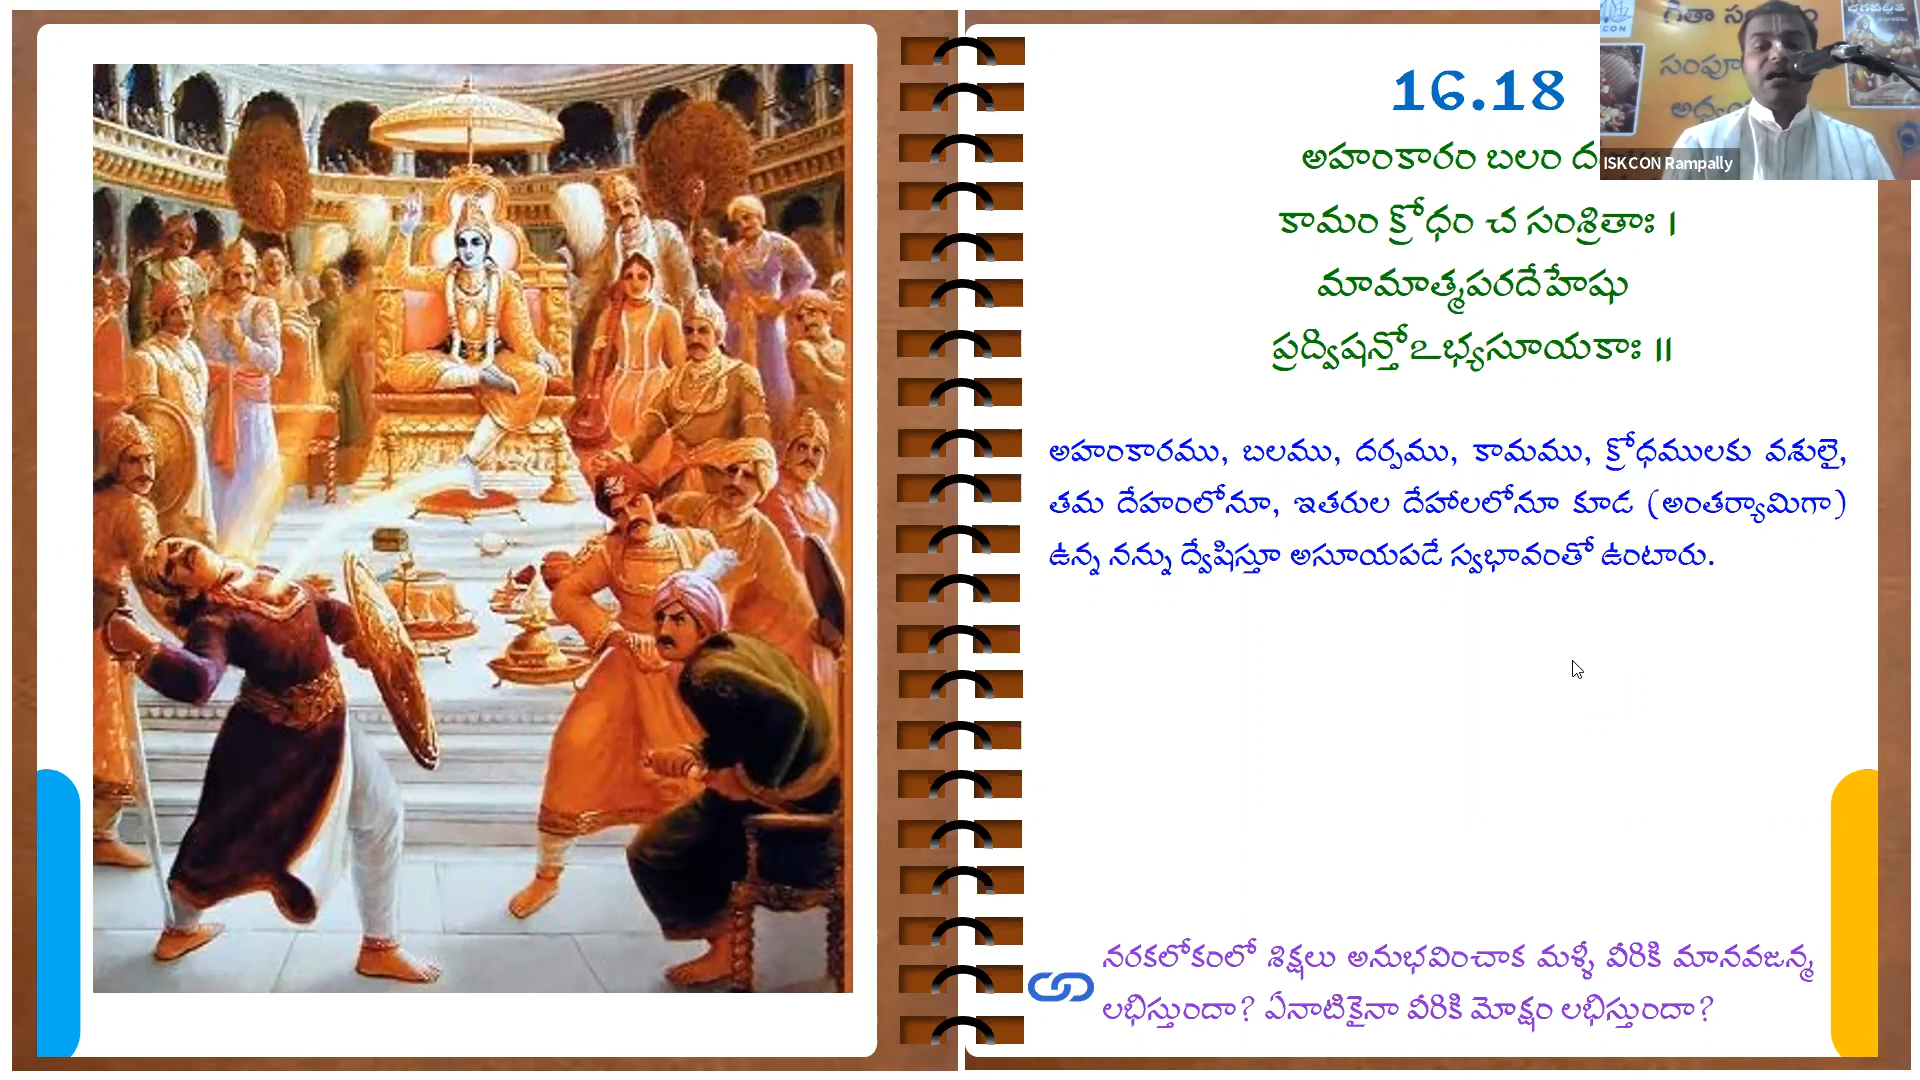 16.18
అహంకారం బలం
కామం క్రోధం చ సంశ్రితాః ।
మామాత్మపరదేహేషు
ప్రద్విషన్తోఽభ్యసూయకాః ॥
అహంకారము, బలము, దర్పము, కామము, క్రోధములకు వశులై,
తమ దేహంలోనూ, ఇతరుల దేహాలలోనూ కూడ (అంతర్యామిగా)
ఉన్న నన్ను ద్వేషిస్తూ అసూయపడే స్వభావంతో ఉంటారు.
నరకలోకంలో శిక్షలు అనుభవించాక మళ్ళీ వీరికి మానవజన్మ
లభిస్తుందా? ఏనాటికైనా వీరికి మోక్షం లభిస్తుందా?
గీతా
ISKCON Rampally